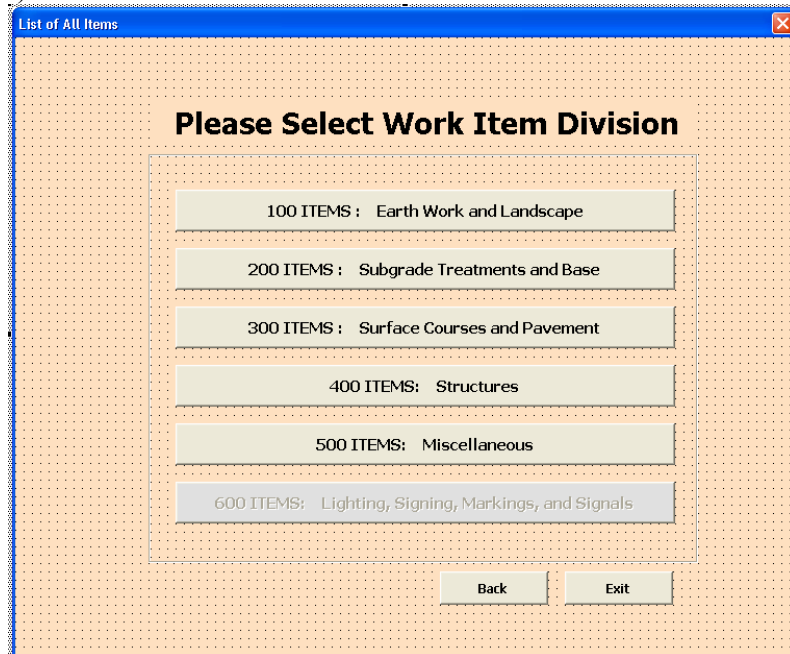 List of All Items
Please Select Work Item Division
100 ITEMS :   Earth Work and Landscape
200 ITEMS :   Subgrade Treatments and Base
300 ITEMS :   Surface Courses and Pavement
400 ITEMS:   Structures
500 ITEMS:   Miscellaneous
600 ITEMS:   Lighting, Signing, Markings, and Signals
Back   Exit